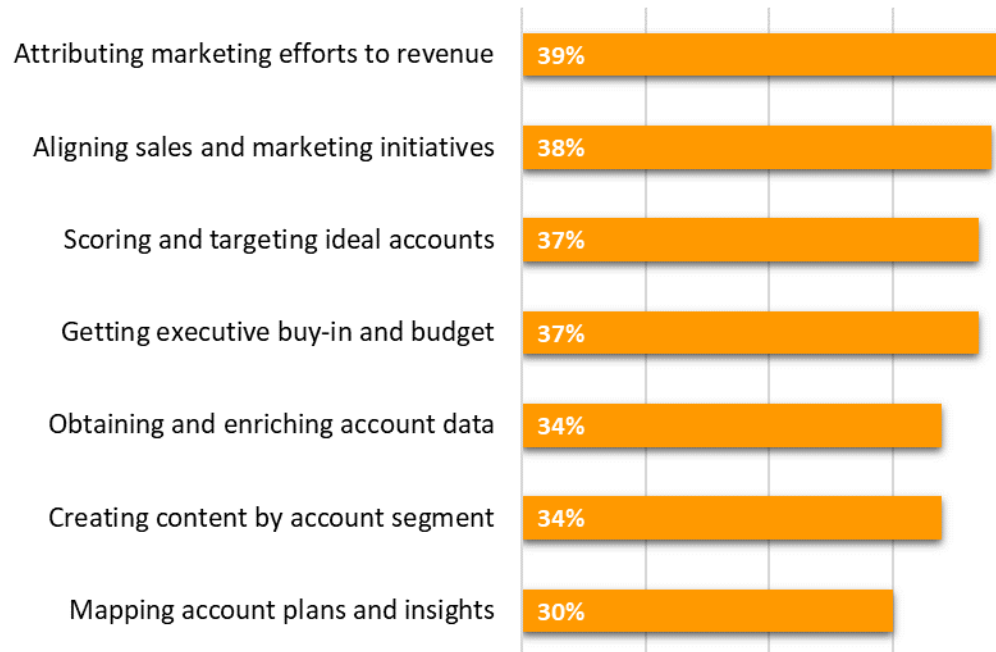 Attributing marketing efforts to revenue 39%
Aligning sales and marketing initiatives 38%
Scoring and targeting ideal accounts 37%
Getting executive buy-in and budget 37%
Obtaining and enriching account data 34%
Creating content by account segment 34%
Mapping account plans and insights 30%